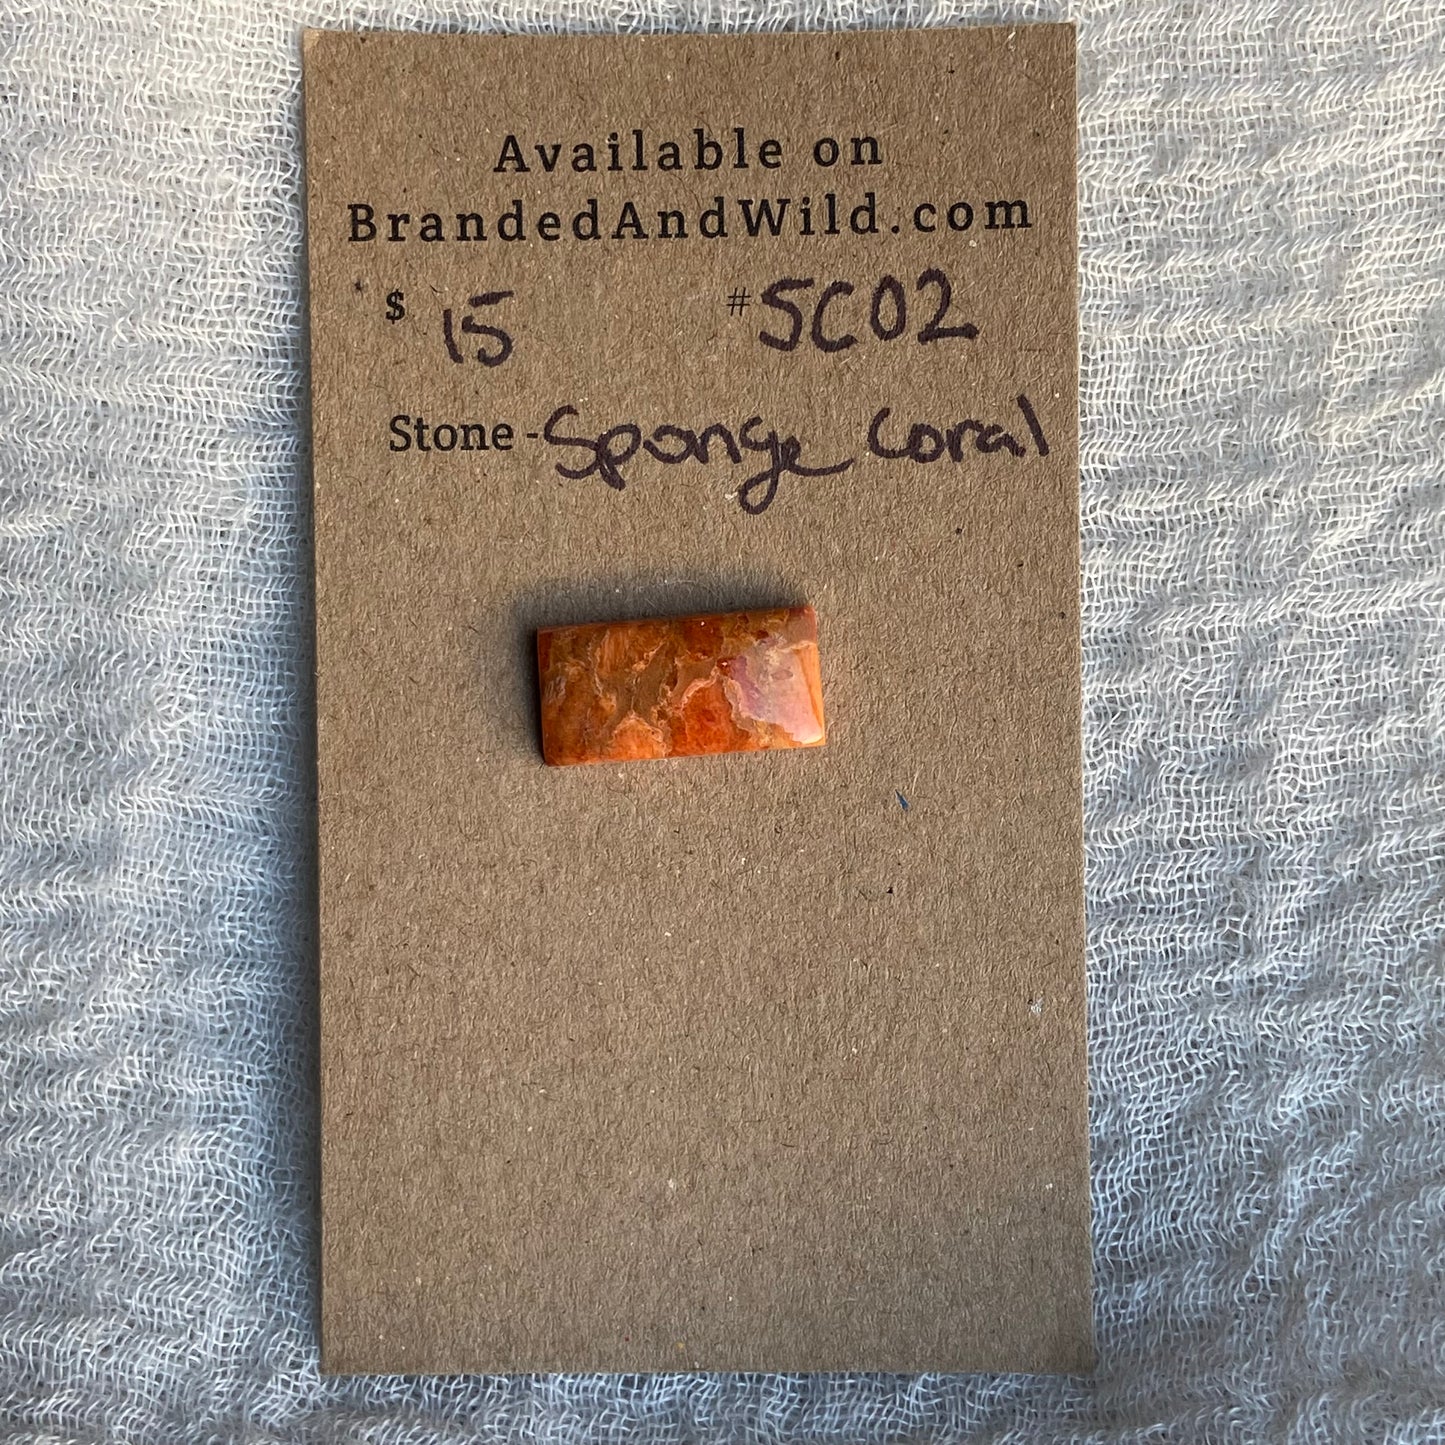 Available on
BrandedAndWild.com
$ 15 #SC02
Stone - Sponge Coral